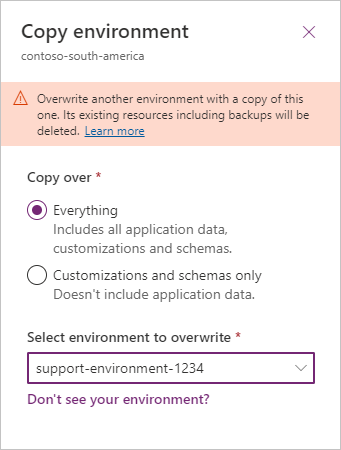 Copy environment
contoso-south-america
Overwrite another environment with a copy of this
one. Its existing resources including backups will be
deleted. Learn more
Copy over *
Everything
Includes all application data,
customizations and schemas.
Customizations and schemas only
Doesn't include application data.
Select environment to overwrite *
support-environment-1234
Don't see your environment?